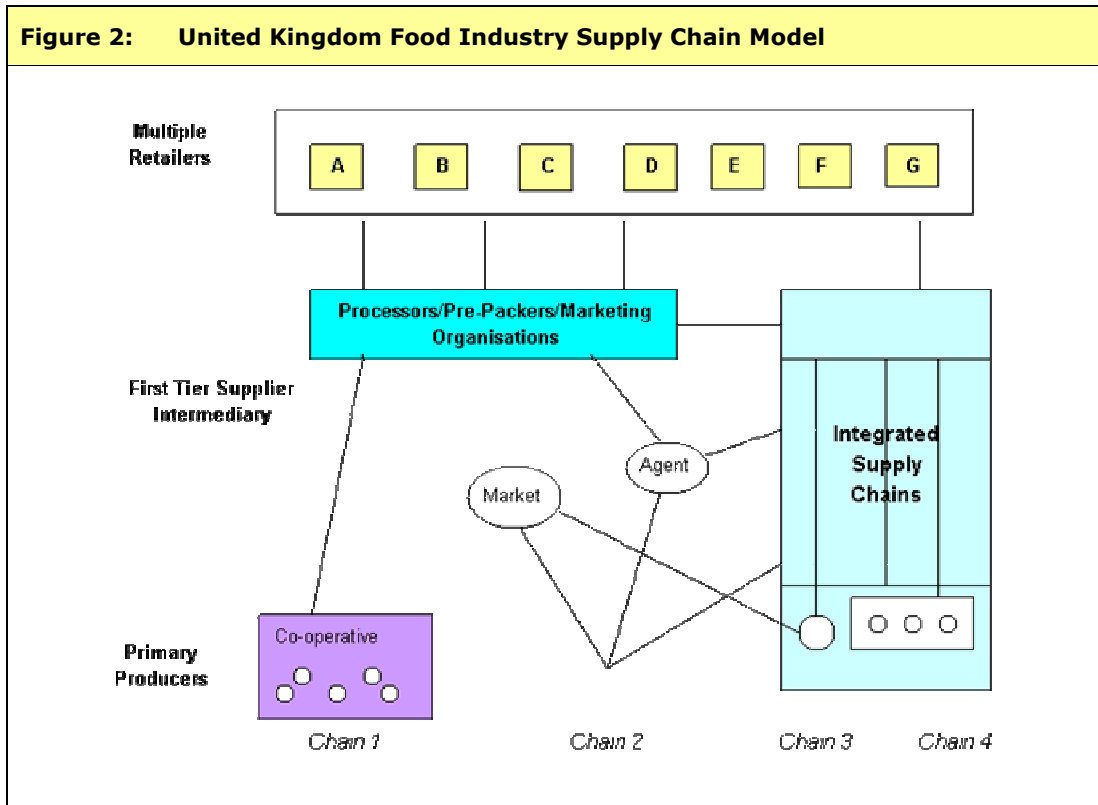 Figure 2: United Kingdom Food Industry Supply Chain Model
Multiple
Retailers
A B C D E F G
Processors/Pre-Packers/Marketing
Organisations
First Tier Supplier
Intermediary
Integrated
Supply
Chains
Agent
Market
Co-operative
Primary
Producers
Chain 1 Chain 2 Chain 3 Chain 4